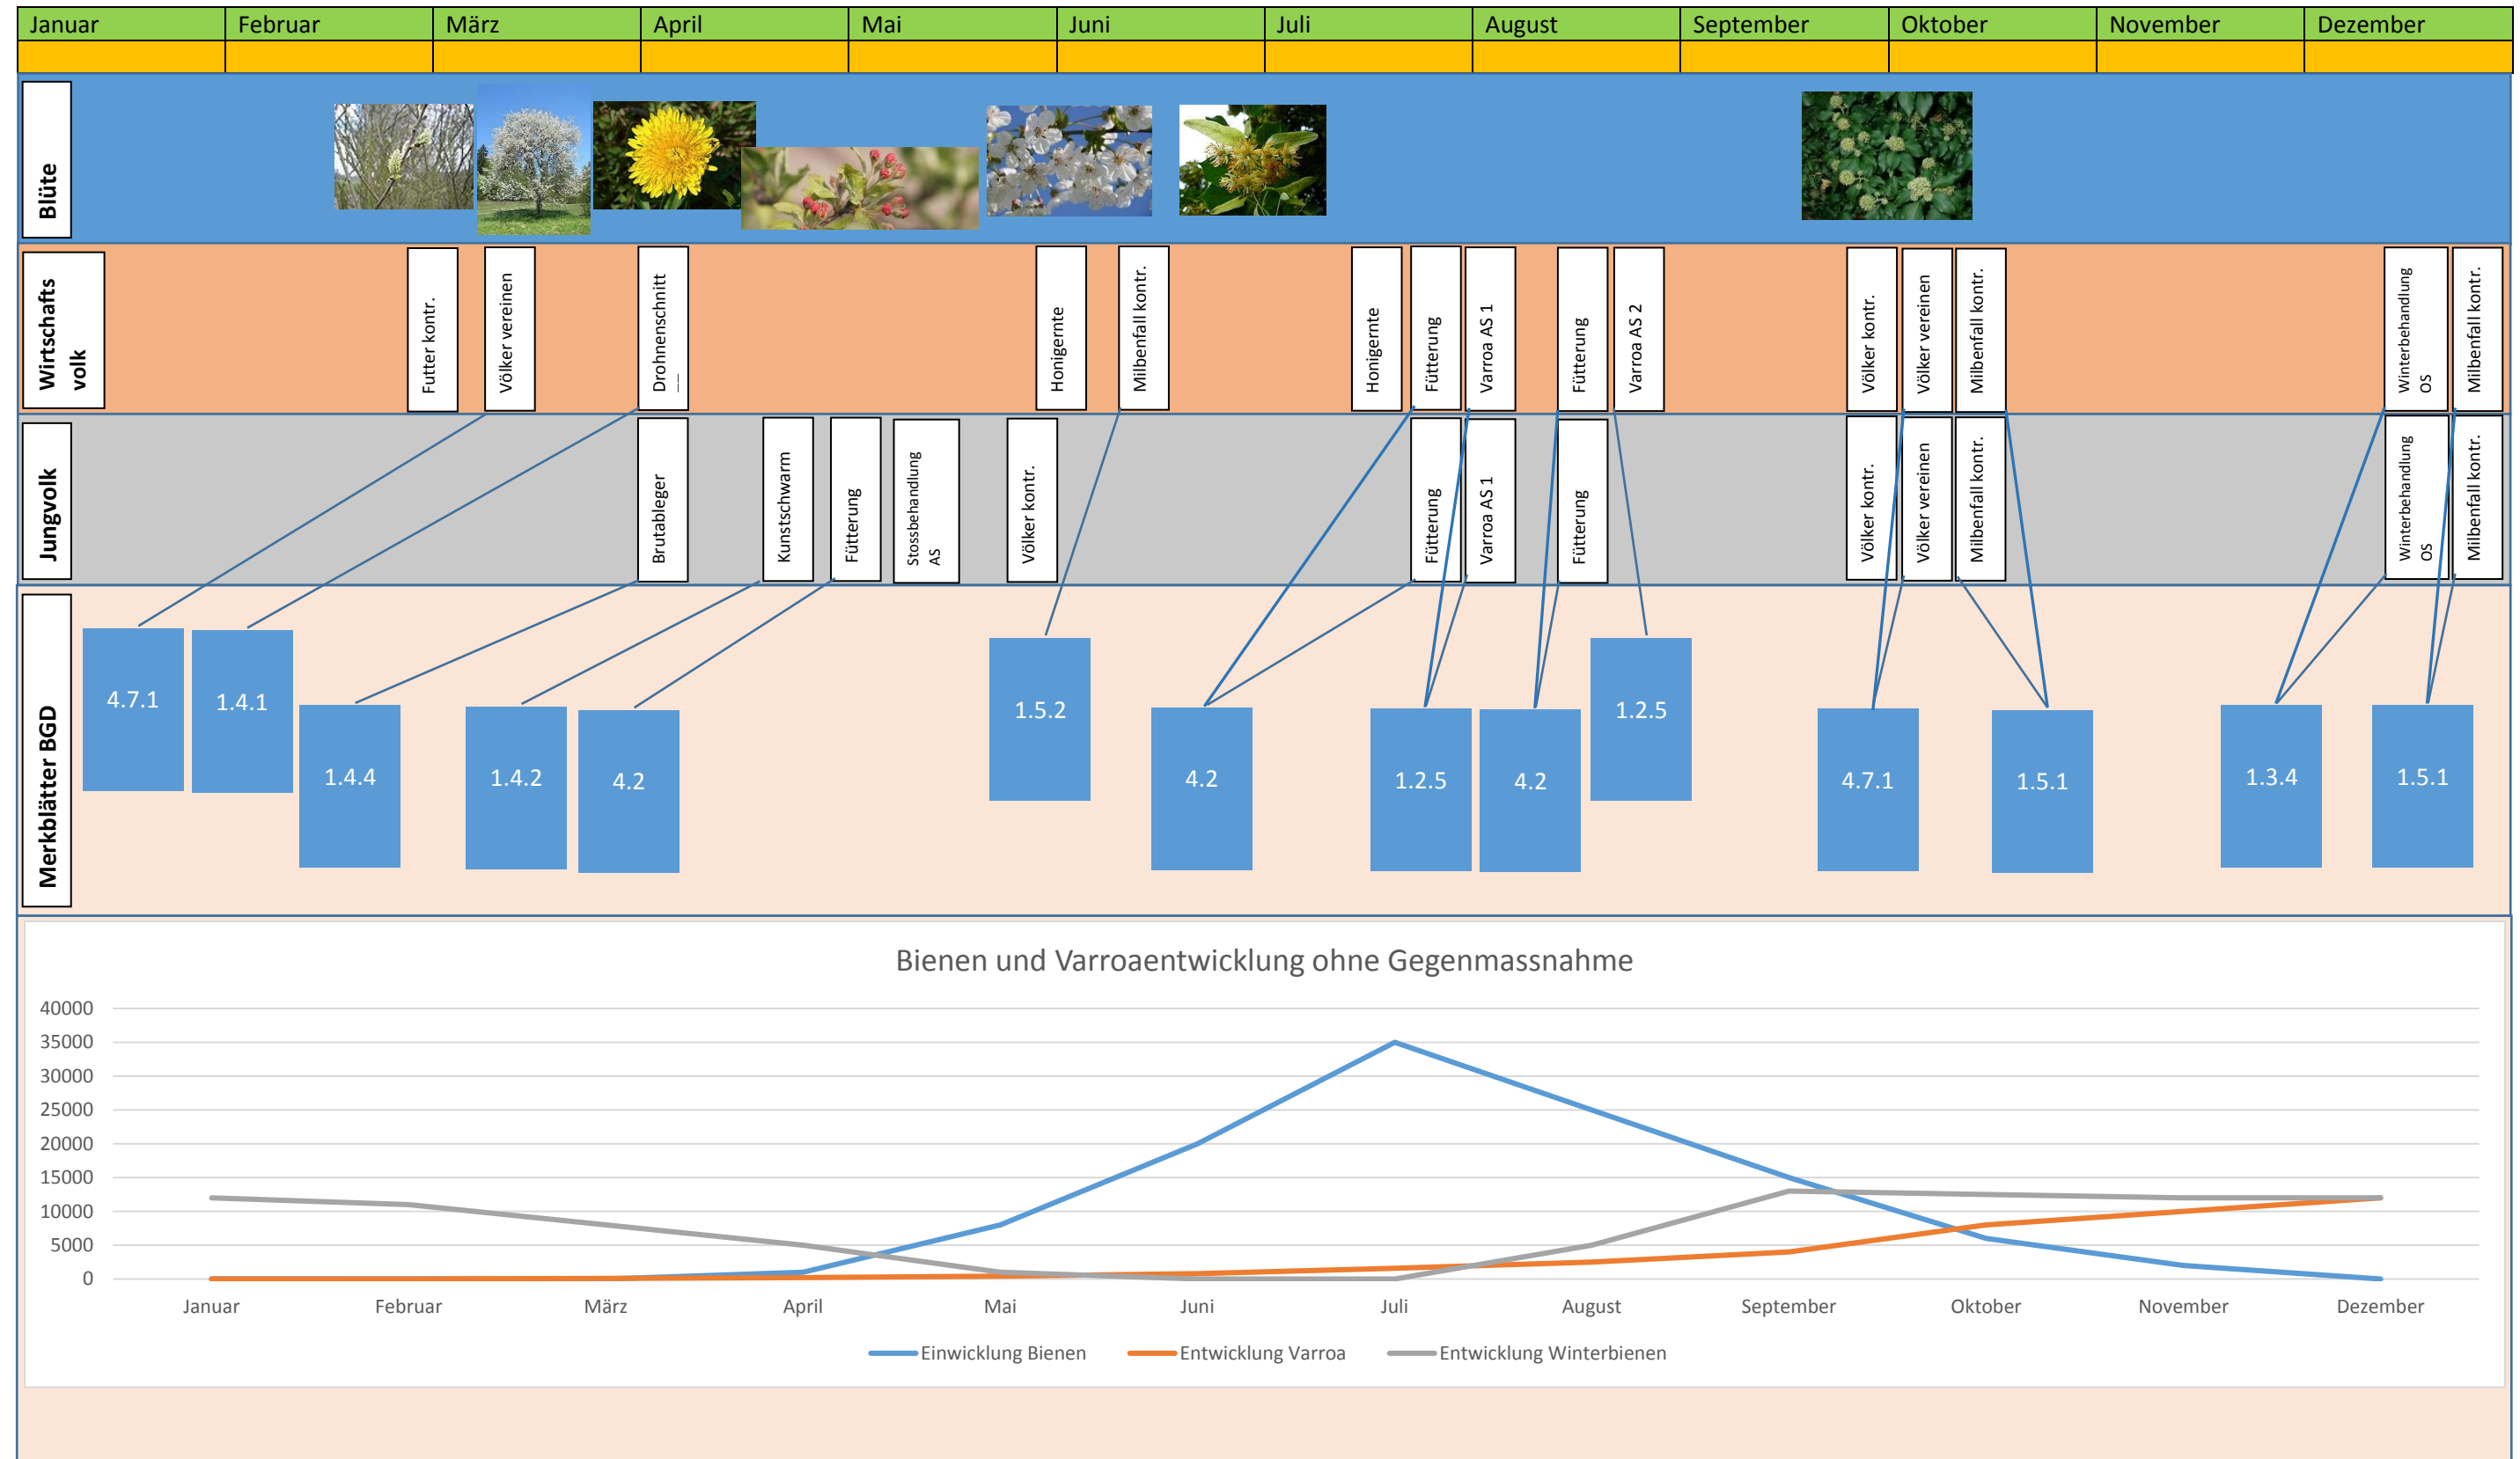 Januar
Februar
März
April
Mai
Juni
Juli
August
September
Oktober
November
Dezember
Blüte
Wirtschafts
volk
Futter kontr.
Völker vereinen
Drohnenschnitt
__
Honigernte
Milbenfall kontr.
Honigernte
Fütterung
Varroa AS 1
Fütterung
Varroa AS 2
Völker kontr.
Völker vereinen
Milbenfall kontr.
Winterbehandlung
OS
Milbenfall kontr.
Jungvolk
Brutableger
Kunstschwarm
Fütterung
Stossbehandlung
AS
Völker kontr.
Fütterung
Varroa AS 1
Fütterung
Völker kontr.
Völker vereinen
Milbenfall kontr.
Winterbehandlung
OS
Milbenfall kontr.
Merkblätter BGD
4.7.1
1.4.1
1.4.4
1.4.2
4.2
1.5.2
4.2
1.2.5
4.2
1.2.5
4.7.1
1.5.1
1.3.4
1.5.1
Bienen und Varroaentwicklung ohne Gegenmassnahme
40000
35000
30000
25000
20000
15000
10000
5000
0
Januar
Februar
März
April
Mai
Juni
Juli
August
September
Oktober
November
Dezember
Einwicklung Bienen
Entwicklung Varroa
Entwicklung Winterbienen